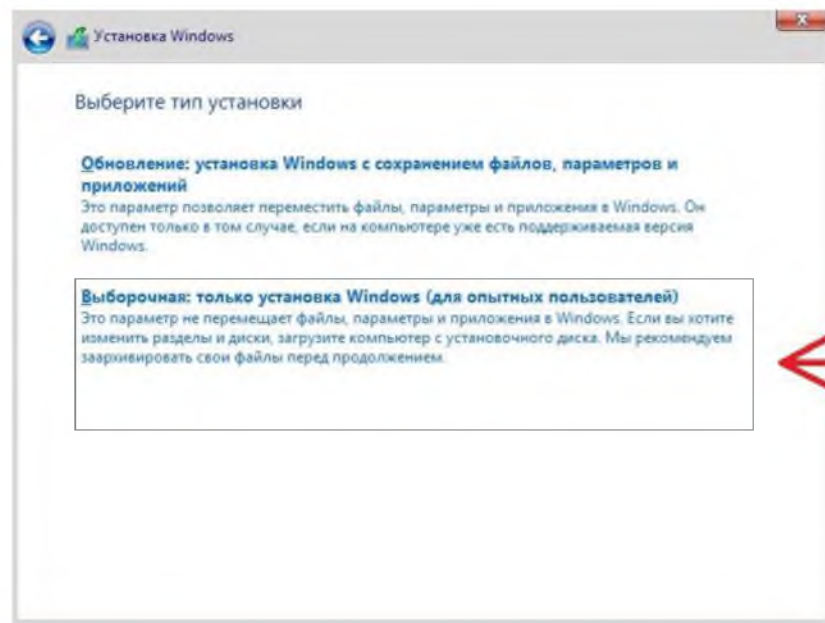 Установка Windows
Выберите тип установки
Обновление: установка Windows с сохранением файлов, параметров и
приложений
Это параметр позволяет переместить файлы, параметры и приложения в Windows. Он
доступен только в том случае, если на компьютере уже есть поддерживаемая версия
Windows.
Выборочная: только установка Windows (для опытных пользователей)
Это параметр не перемещает файлы, параметры и приложения в Windows. Если вы хотите
изменить разделы и диски, загрузите компьютер с установочного диска. Мы рекомендуем
заархивировать свои файлы перед продолжением.